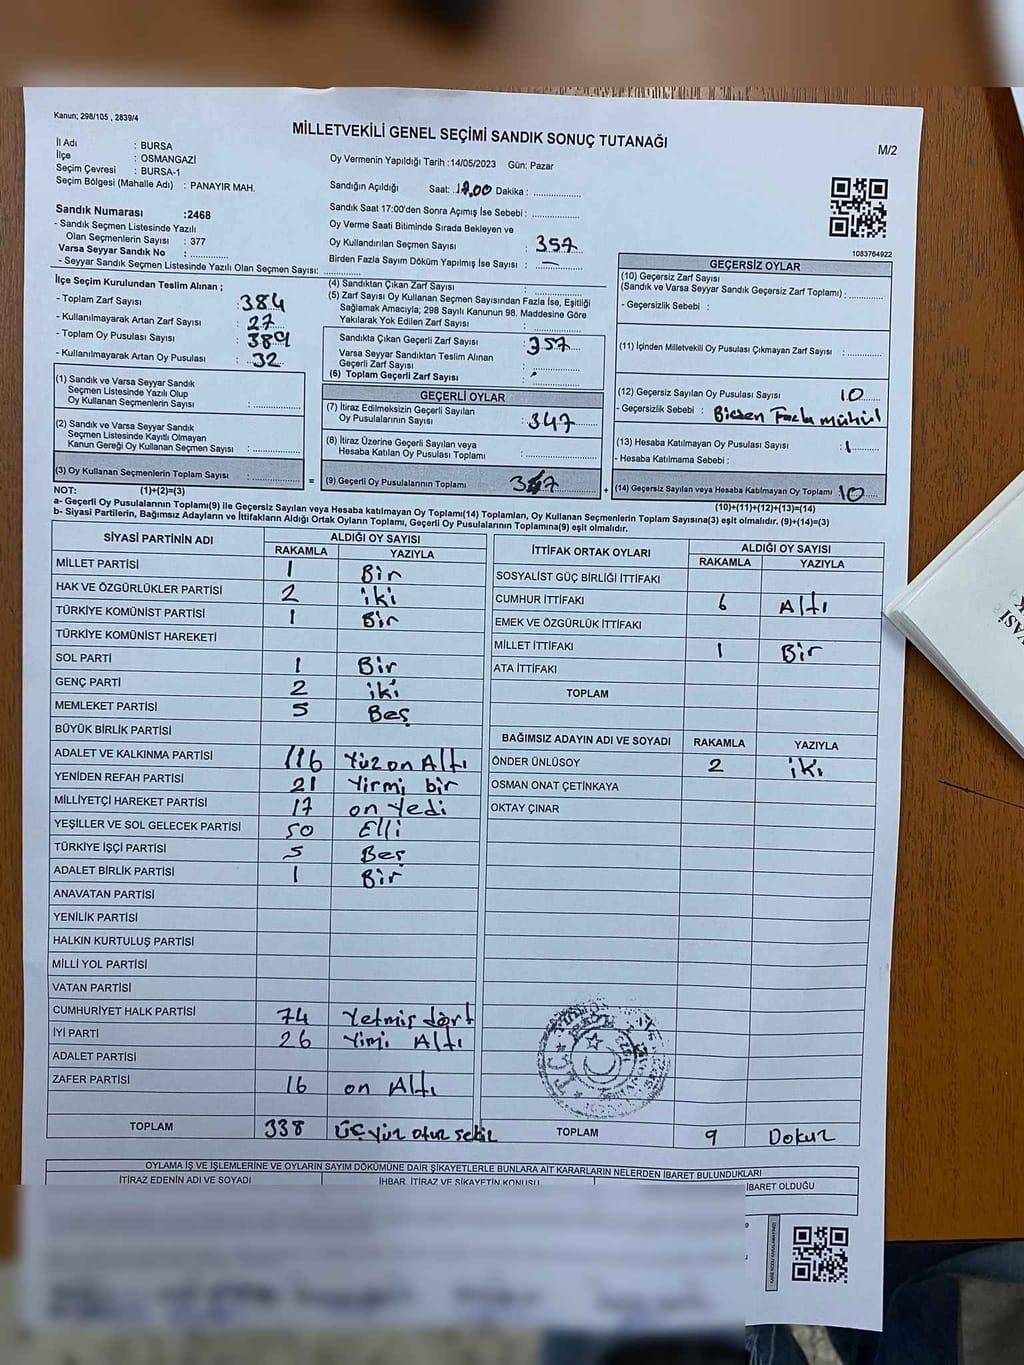 Kanun; 298/105 , 2839/4
MİLLETVEKİLİ GENEL SEÇİMİ SANDIK SONUÇ TUTANAĞI
M/2
İl Adı : BURSA
İlçe : OSMANGAZİ
Seçim Çevresi : BURSA-1
Seçim Bölgesi (Mahalle Adı) : PANAYIR MAH.
Oy Vermenin Yapıldığı Tarih :14/05/2023 Gün: Pazar
Sandığın Açıldığı Saat: Dakika :
Sandık Saat 17:00'den Sonra Açımış İse Sebebi :
Oy Verme Saati Bitiminde Sırada Bekleyen ve
Oy Kullandırılan Seçmen Sayısı : 357
Birden Fazla Sayım Döküm Yapılmış İse Sayısı : —
Sandık Numarası :2468
- Sandık Seçmen Listesinde Yazılı
Olan Seçmenlerin Sayısı : 377
Varsa Seyyar Sandık No :
- Seyyar Sandık Seçmen Listesinde Yazılı Olan Seçmen Sayısı:
1083764922
İlçe Seçim Kurulundan Teslim Alınan ;
- Toplam Zarf Sayısı : 384
- Kullanılmayarak Artan Zarf Sayısı : 27
- Toplam Oy Pusulası Sayısı : 389
- Kullanılmayarak Artan Oy Pusulası : 32
(1) Sandık ve Varsa Seyyar Sandık
Seçmen Listesinde Yazılı Olup
Oy Kullanan Seçmenlerin Sayısı :
(2) Sandık ve Varsa Seyyar Sandık
Seçmen Listesinde Kayıtlı Olmayan
Kanun Gereği Oy Kullanan Seçmen Sayısı :
(3) Oy Kullanan Seçmenlerin Toplam Sayısı :
(4) Sandıktan Çıkan Zarf Sayısı :
(5) Zarf Sayısı Oy Kullanan Seçmen Sayısından Fazla İse, Eşitliği
Sağlamak Amacıyla; 298 Sayılı Kanunun 98. Maddesine Göre
Yakılarak Yok Edilen Zarf Sayısı :
Sandıkta Çıkan Geçerli Zarf Sayısı : 357
Varsa Seyyar Sandıktan Teslim Alınan
Geçerli Zarf Sayısı :
(6) Toplam Geçerli Zarf Sayısı :
GEÇERLİ OYLAR
(7) İtiraz Edilmeksizin Geçerli Sayılan
Oy Pusulalarının Sayısı : 347
(8) İtiraz Üzerine Geçerli Sayılan veya
Hesaba Katılan Oy Pusulası Toplamı :
= (9) Geçerli Oy Pusulalarının Toplamı 347 +
GEÇERSİZ OYLAR
(10) Geçersiz Zarf Sayısı
(Sandık ve Varsa Seyyar Sandık Geçersiz Zarf Toplamı) :
- Geçersizlik Sebebi :
(11) İçinden Milletvekili Oy Pusulası Çıkmayan Zarf Sayısı :
(12) Geçersiz Sayılan Oy Pusulası Sayısı : 10
- Geçersizlik Sebebi : Birden Fazla mühül
(13) Hesaba Katılmayan Oy Pusulası Sayısı :
- Hesaba Katılmama Sebebi :
(14) Geçersiz Sayılan veya Hesaba Katılmayan Oy Toplamı 10
NOT: (1)+(2)=(3)
(10)+(11)+(12)+(13)=(14)
a- Geçerli Oy Pusulaları Toplamı(9) ile Geçersiz Sayılan veya Hesaba katılmayan Oy Toplamı(14) Toplamları, Oy Kullanan Seçmenlerin Toplam Sayısına(3) eşit olmalıdır. (9)+(14)=(3)
b- Siyasi Partilerin, Bağımsız Adayların ve İttifakların Aldığı Ortak Oyların Toplamı, Geçerli Oy Pusulalarının Toplamına(9) eşit olmalıdır.
SİYASİ PARTİNİN ADI ALDIĞI OY SAYISI
RAKAMLA YAZIYLA
MİLLET PARTİSİ 1 Bir
HAK VE ÖZGÜRLÜKLER PARTİSİ 2 iki
TÜRKİYE KOMÜNİST PARTİSİ 1 Bir
TÜRKİYE KOMÜNİST HAREKETİ
SOL PARTİ 1 Bir
GENÇ PARTİ 2 iki
MEMLEKET PARTİSİ 5 Beş
BÜYÜK BİRLİK PARTİSİ
ADALET VE KALKINMA PARTİSİ 116 Yüz on Altı
YENİDEN REFAH PARTİSİ 21 Yirmi bir
MİLLİYETÇİ HAREKET PARTİSİ 17 on Yedi
YEŞİLLER VE SOL GELECEK PARTİSİ 50 Elli
TÜRKİYE İŞÇİ PARTİSİ 5 Beş
ADALET BİRLİK PARTİSİ 1 Bir
ANAVATAN PARTİSİ
YENİLİK PARTİSİ
HALKIN KURTULUŞ PARTİSİ
MİLLİ YOL PARTİSİ
VATAN PARTİSİ
CUMHURİYET HALK PARTİSİ 74 Yetmiş dört
İYİ PARTİ 26 Yimi Altı
ADALET PARTİSİ
ZAFER PARTİSİ 16 on Altı
TOPLAM 338 üçyüz otuz sekiz
İTTİFAK ORTAK OYLARI ALDIĞI OY SAYISI
RAKAMLA YAZIYLA
SOSYALİST GÜÇ BİRLİĞİ İTTİFAKI
CUMHUR İTTİFAKI 6 Altı
EMEK VE ÖZGÜRLÜK İTTİFAKI
MİLLET İTTİFAKI 1 Bir
ATA İTTİFAKI
TOPLAM
BAĞIMSIZ ADAYIN ADI VE SOYADI RAKAMLA YAZIYLA
ÖNDER ÜNLÜSOY 2 iki
OSMAN ONAT ÇETİNKAYA
OKTAY ÇINAR
TOPLAM 9 Dokuz
OYLAMA İŞ VE İŞLEMLERİNE VE OYLARIN SAYIM DÖKÜMÜNE DAİR ŞİKAYETLERLE BUNLARA AİT KARARLARIN NELERDEN İBARET BULUNDUKLARI
İTİRAZ EDENİN ADI VE SOYADI İHBAR, İTİRAZ VE ŞİKAYETİN KONUSU İBARET OLDUĞU